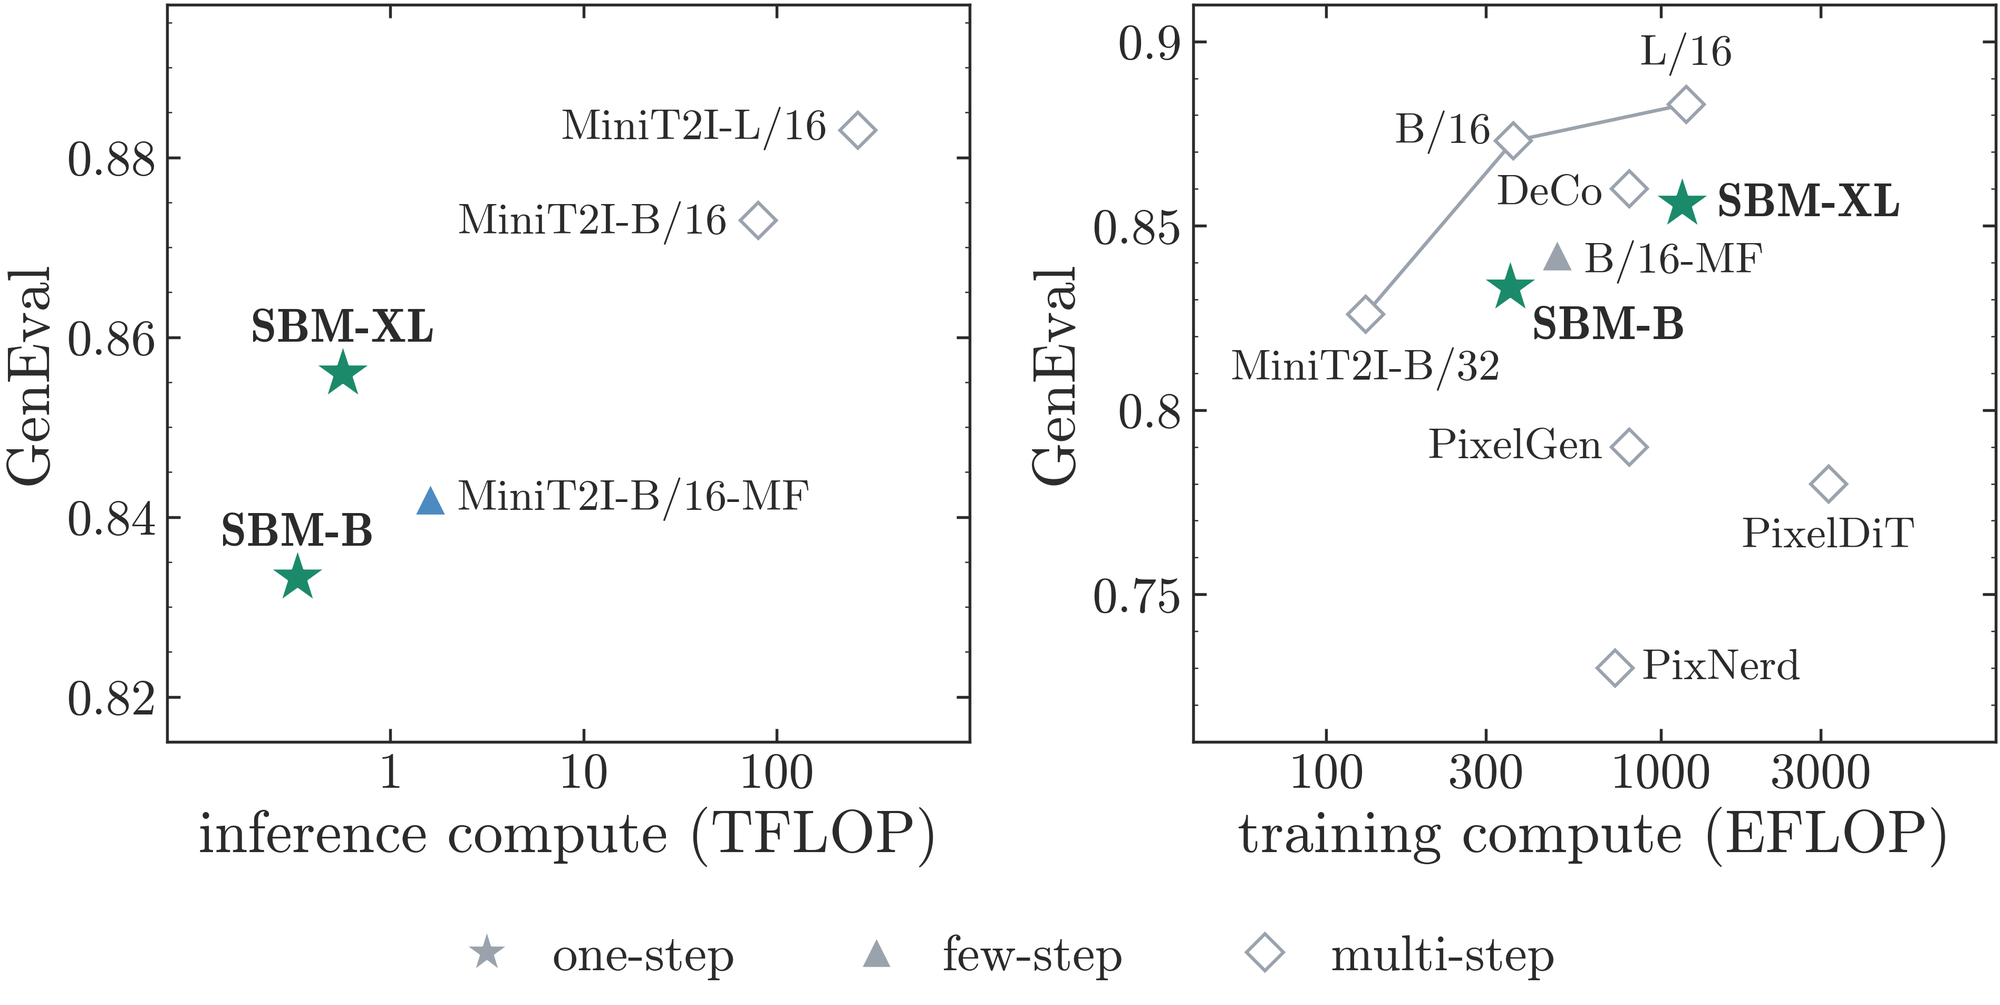 GenEval
0.88
0.86
0.84
0.82
MiniT2I-L/16
MiniT2I-B/16
SBM-XL
MiniT2I-B/16-MF
SBM-B
1
10
100
inference compute (TFLOP)
GenEval
0.9
0.85
0.8
0.75
L/16
B/16
DeCo
SBM-XL
B/16-MF
SBM-B
MiniT2I-B/32
PixelGen
PixelDiT
PixNerd
100
300
1000
3000
training compute (EFLOP)
one-step
few-step
multi-step